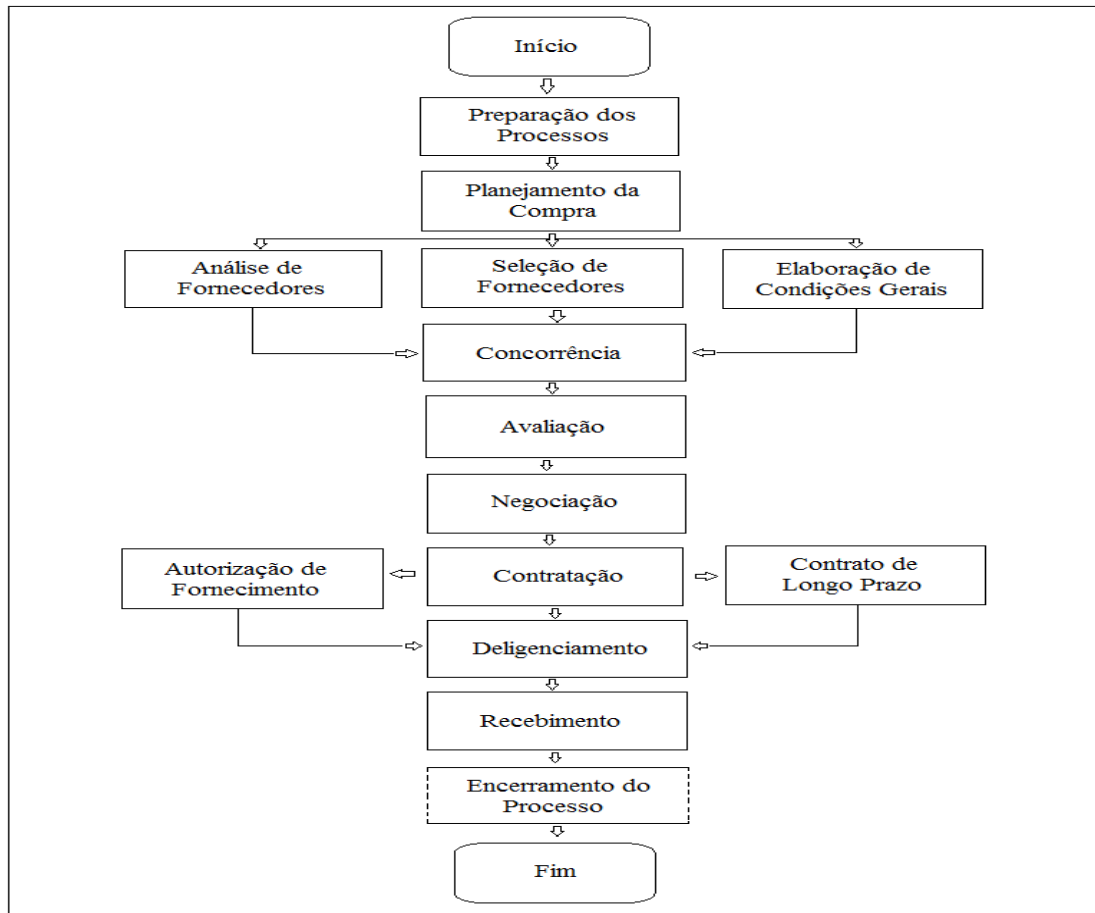 Início
Preparação dos
Processos
Planejamento da
Compra
Análise de
Fornecedores
Seleção de
Fornecedores
Elaboração de
Condições Gerais
Concorrência
Avaliação
Negociação
Autorização de
Fornecimento
Contratação
Contrato de
Longo Prazo
Deligenciamento
Recebimento
Encerramento do
Processo
Fim